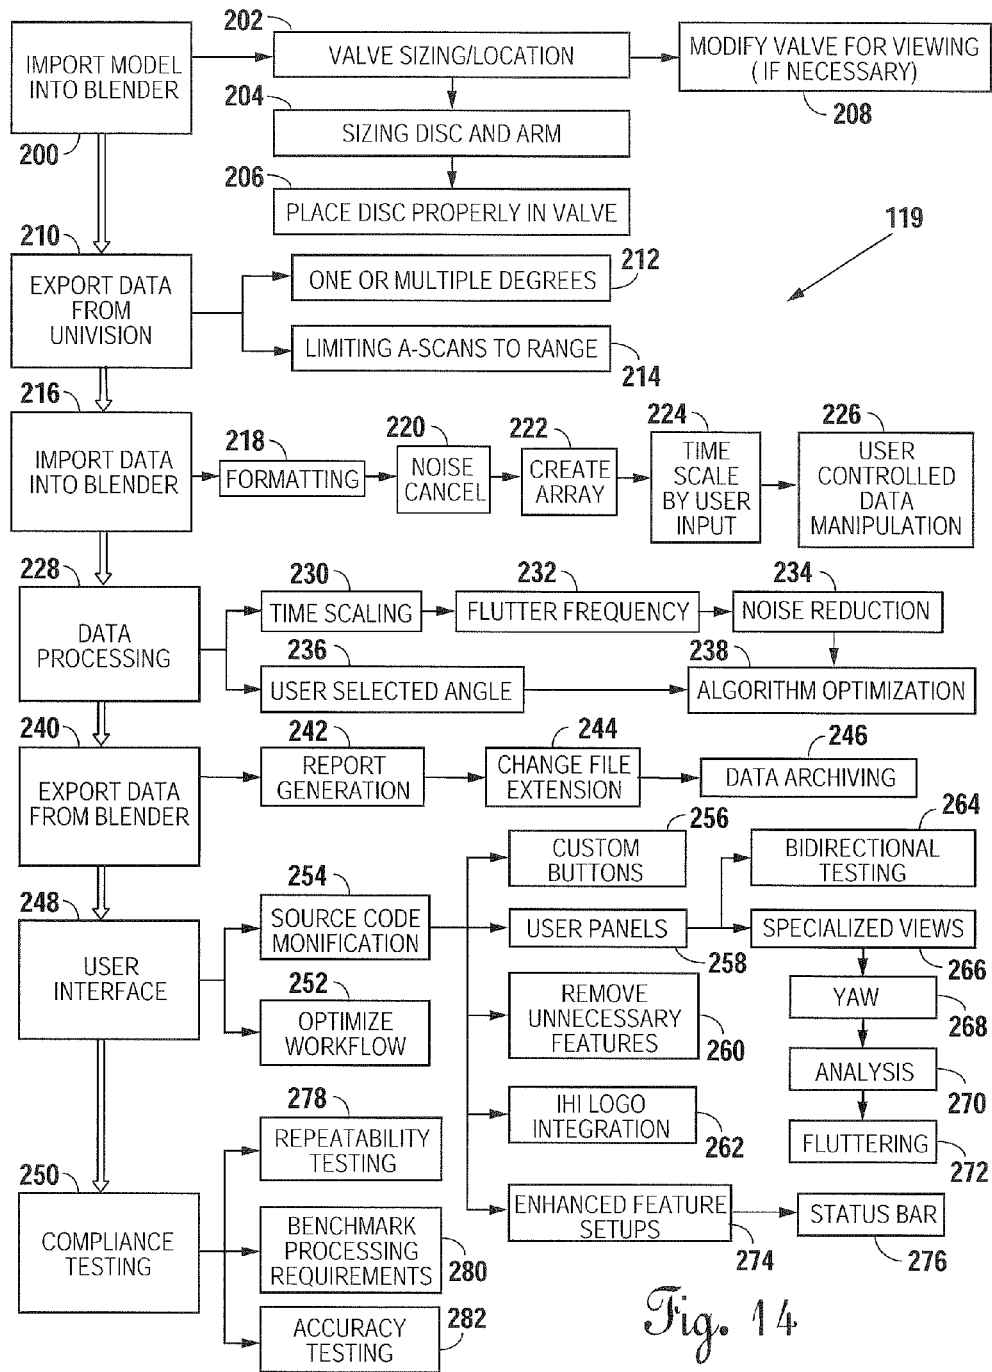 202
IMPORT MODEL
INTO BLENDER
200
VALVE SIZING/LOCATION
MODIFY VALVE FOR VIEWING
( IF NECESSARY)
208
204
SIZING DISC AND ARM
206
PLACE DISC PROPERLY IN VALVE
119
210
EXPORT DATA
FROM
UNIVISION
ONE OR MULTIPLE DEGREES
212
LIMITING A-SCANS TO RANGE
214
216
IMPORT DATA
INTO BLENDER
218
FORMATTING
220
NOISE
CANCEL
222
CREATE
ARRAY
224
TIME
SCALE
BY USER
INPUT
226
USER
CONTROLLED
DATA
MANIPULATION
228
DATA
PROCESSING
230
TIME SCALING
232
FLUTTER FREQUENCY
234
NOISE REDUCTION
236
USER SELECTED ANGLE
238
ALGORITHM OPTIMIZATION
240
EXPORT DATA
FROM BLENDER
242
REPORT
GENERATION
244
CHANGE FILE
EXTENSION
246
DATA ARCHIVING
248
USER
INTERFACE
254
SOURCE CODE
MONIFICATION
252
OPTIMIZE
WORKFLOW
256
CUSTOM
BUTTONS
USER PANELS
258
REMOVE
UNNECESSARY
FEATURES
260
IHI LOGO
INTEGRATION
262
ENHANCED FEATURE
SETUPS
274
STATUS BAR
276
264
BIDIRECTIONAL
TESTING
SPECIALIZED VIEWS
266
YAW
268
ANALYSIS
270
FLUTTERING
272
250
COMPLIANCE
TESTING
278
REPEATABILITY
TESTING
BENCHMARK
PROCESSING
REQUIREMENTS
280
ACCURACY
TESTING
282
Fig. 14